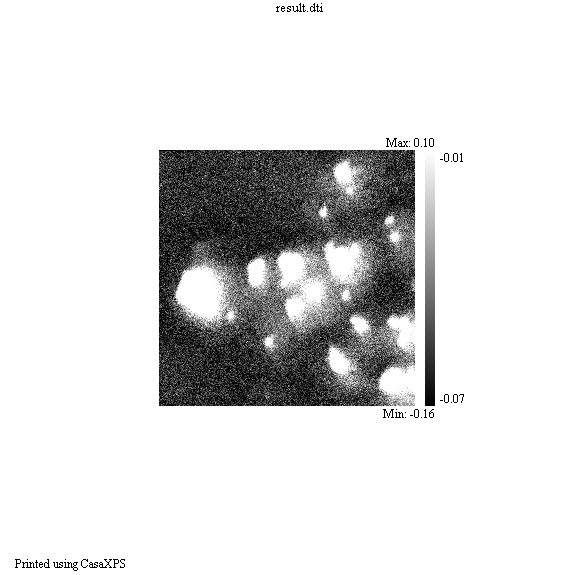 result.dti
Max: 0.10
-0.01
-0.07
Min: -0.16
Printed using CasaXPS